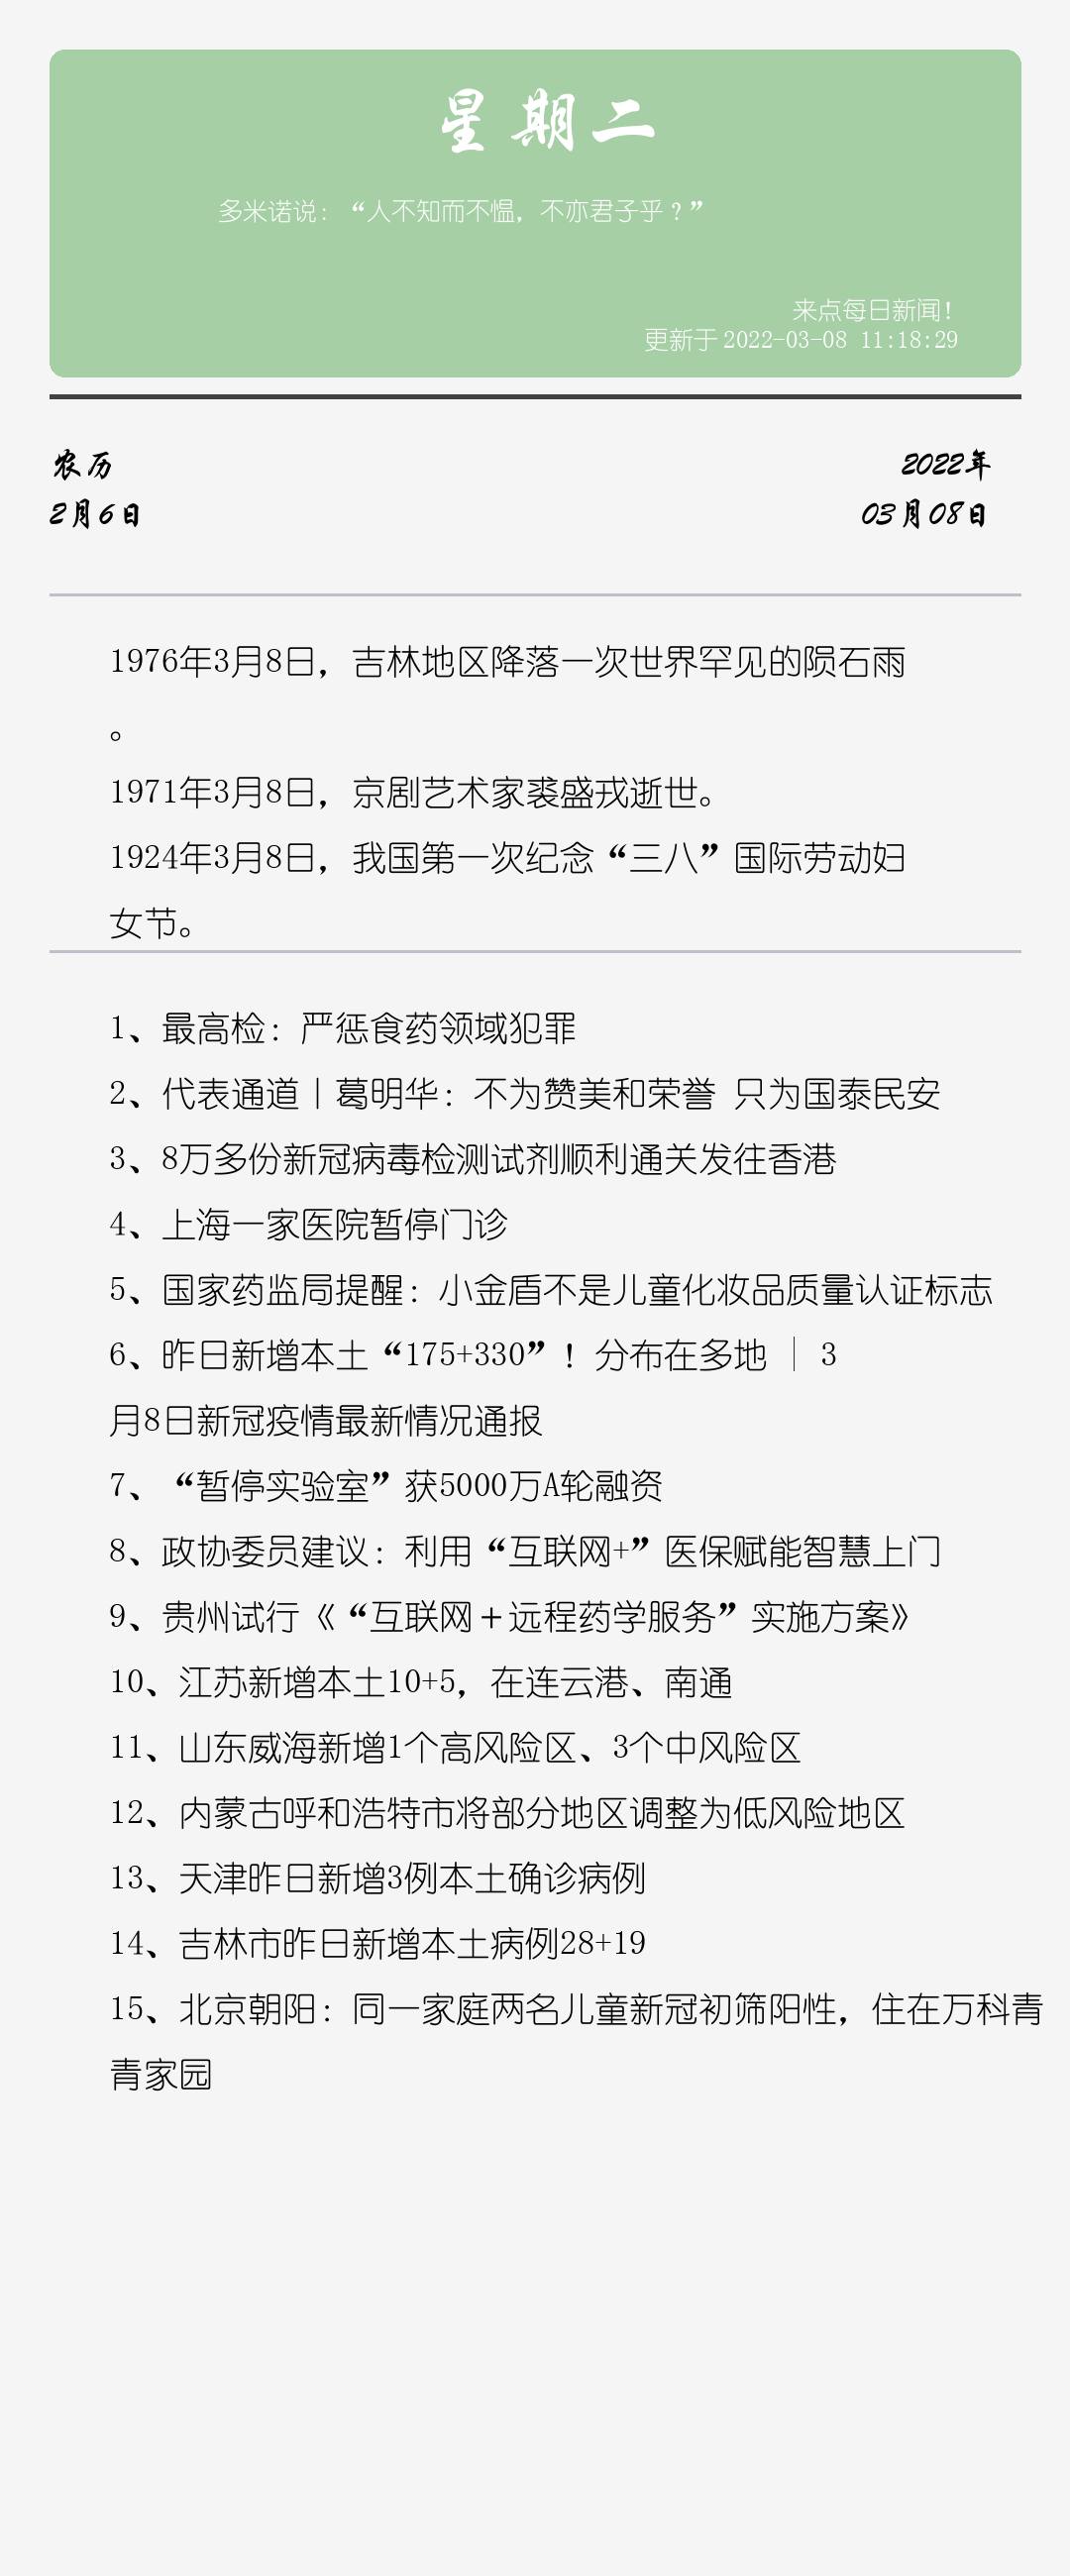 星期二
多米诺说：“人不知而不愠，不亦君子乎？”
来点每日新闻！
更新于2022-03-08 11:18:29
农历
2月6日
2022年
03月08日
1976年3月8日，吉林地区降落一次世界罕见的陨石雨
。
1971年3月8日，京剧艺术家裘盛戎逝世。
1924年3月8日，我国第一次纪念“三八”国际劳动妇
女节。
1、最高检：严惩食药领域犯罪
2、代表通道丨葛明华：不为赞美和荣誉 只为国泰民安
3、8万多份新冠病毒检测试剂顺利通关发往香港
4、上海一家医院暂停门诊
5、国家药监局提醒：小金盾不是儿童化妆品质量认证标志
6、昨日新增本土“175+330”！分布在多地 | 3
月8日新冠疫情最新情况通报
7、“暂停实验室”获5000万A轮融资
8、政协委员建议：利用“互联网+”医保赋能智慧上门
9、贵州试行《“互联网＋远程药学服务”实施方案》
10、江苏新增本土10+5，在连云港、南通
11、山东威海新增1个高风险区、3个中风险区
12、内蒙古呼和浩特市将部分地区调整为低风险地区
13、天津昨日新增3例本土确诊病例
14、吉林市昨日新增本土病例28+19
15、北京朝阳：同一家庭两名儿童新冠初筛阳性，住在万科青
青家园